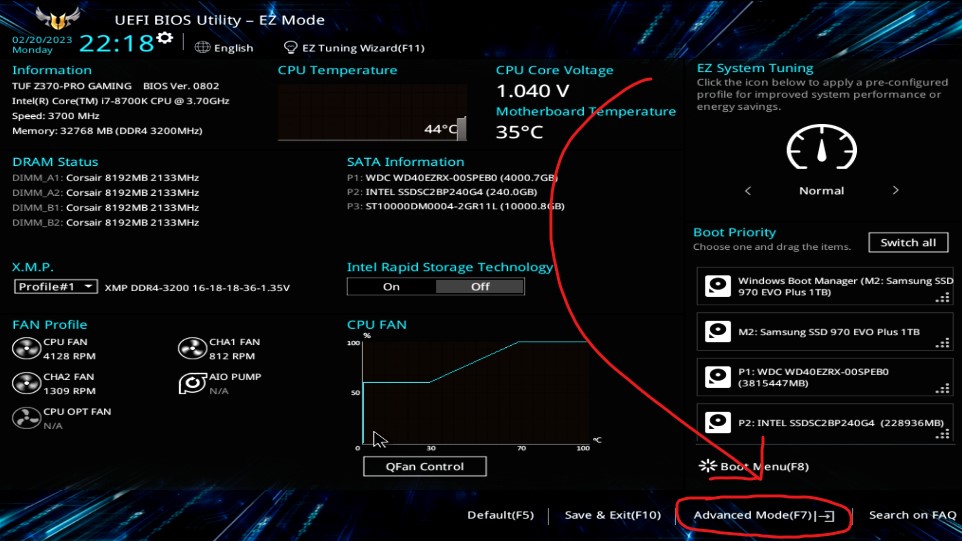 UEFI BIOS Utility – EZ Mode
02/20/2023
Monday
22:18
English
EZ Tuning Wizard(F11)
Information
TUF Z370-PRO GAMING BIOS Ver. 0802
Intel(R) Core(TM) i7-8700K CPU @ 3.70GHz
Speed: 3700 MHz
Memory: 32768 MB (DDR4 3200MHz)
CPU Temperature
44°C
CPU Core Voltage
1.040 V
Motherboard Temperature
35°C
EZ System Tuning
Click the icon below to apply a pre-configured
profile for improved system performance or
energy savings.
Normal
DRAM Status
DIMM_A1: Corsair 8192MB 2133MHz
DIMM_A2: Corsair 8192MB 2133MHz
DIMM_B1: Corsair 8192MB 2133MHz
DIMM_B2: Corsair 8192MB 2133MHz
SATA Information
P1: WDC WD40EZRX-00SPEB0 (4000.7GB)
P2: INTEL SSDSC2BP240G4 (240.0GB)
P3: ST10000DM0004-2GR11L (10000.8GB)
X.M.P.
Profile#1
XMP DDR4-3200 16-18-18-36-1.35V
Intel Rapid Storage Technology
On Off
FAN Profile
CPU FAN
4128 RPM
CHA1 FAN
812 RPM
CHA2 FAN
1309 RPM
AIO PUMP
N/A
CPU OPT FAN
N/A
CPU FAN
%
100
50
0 30 70 100
°C
QFan Control
Boot Priority
Choose one and drag the items.
Switch all
Windows Boot Manager (M2: Samsung SSD
970 EVO Plus 1TB)
M2: Samsung SSD 970 EVO Plus 1TB
P1: WDC WD40EZRX-00SPEB0
(3815447MB)
P2: INTEL SSDSC2BP240G4 (228936MB)
Boot Menu(F8)
Default(F5)
Save & Exit(F10)
Advanced Mode(F7)
Search on FAQ